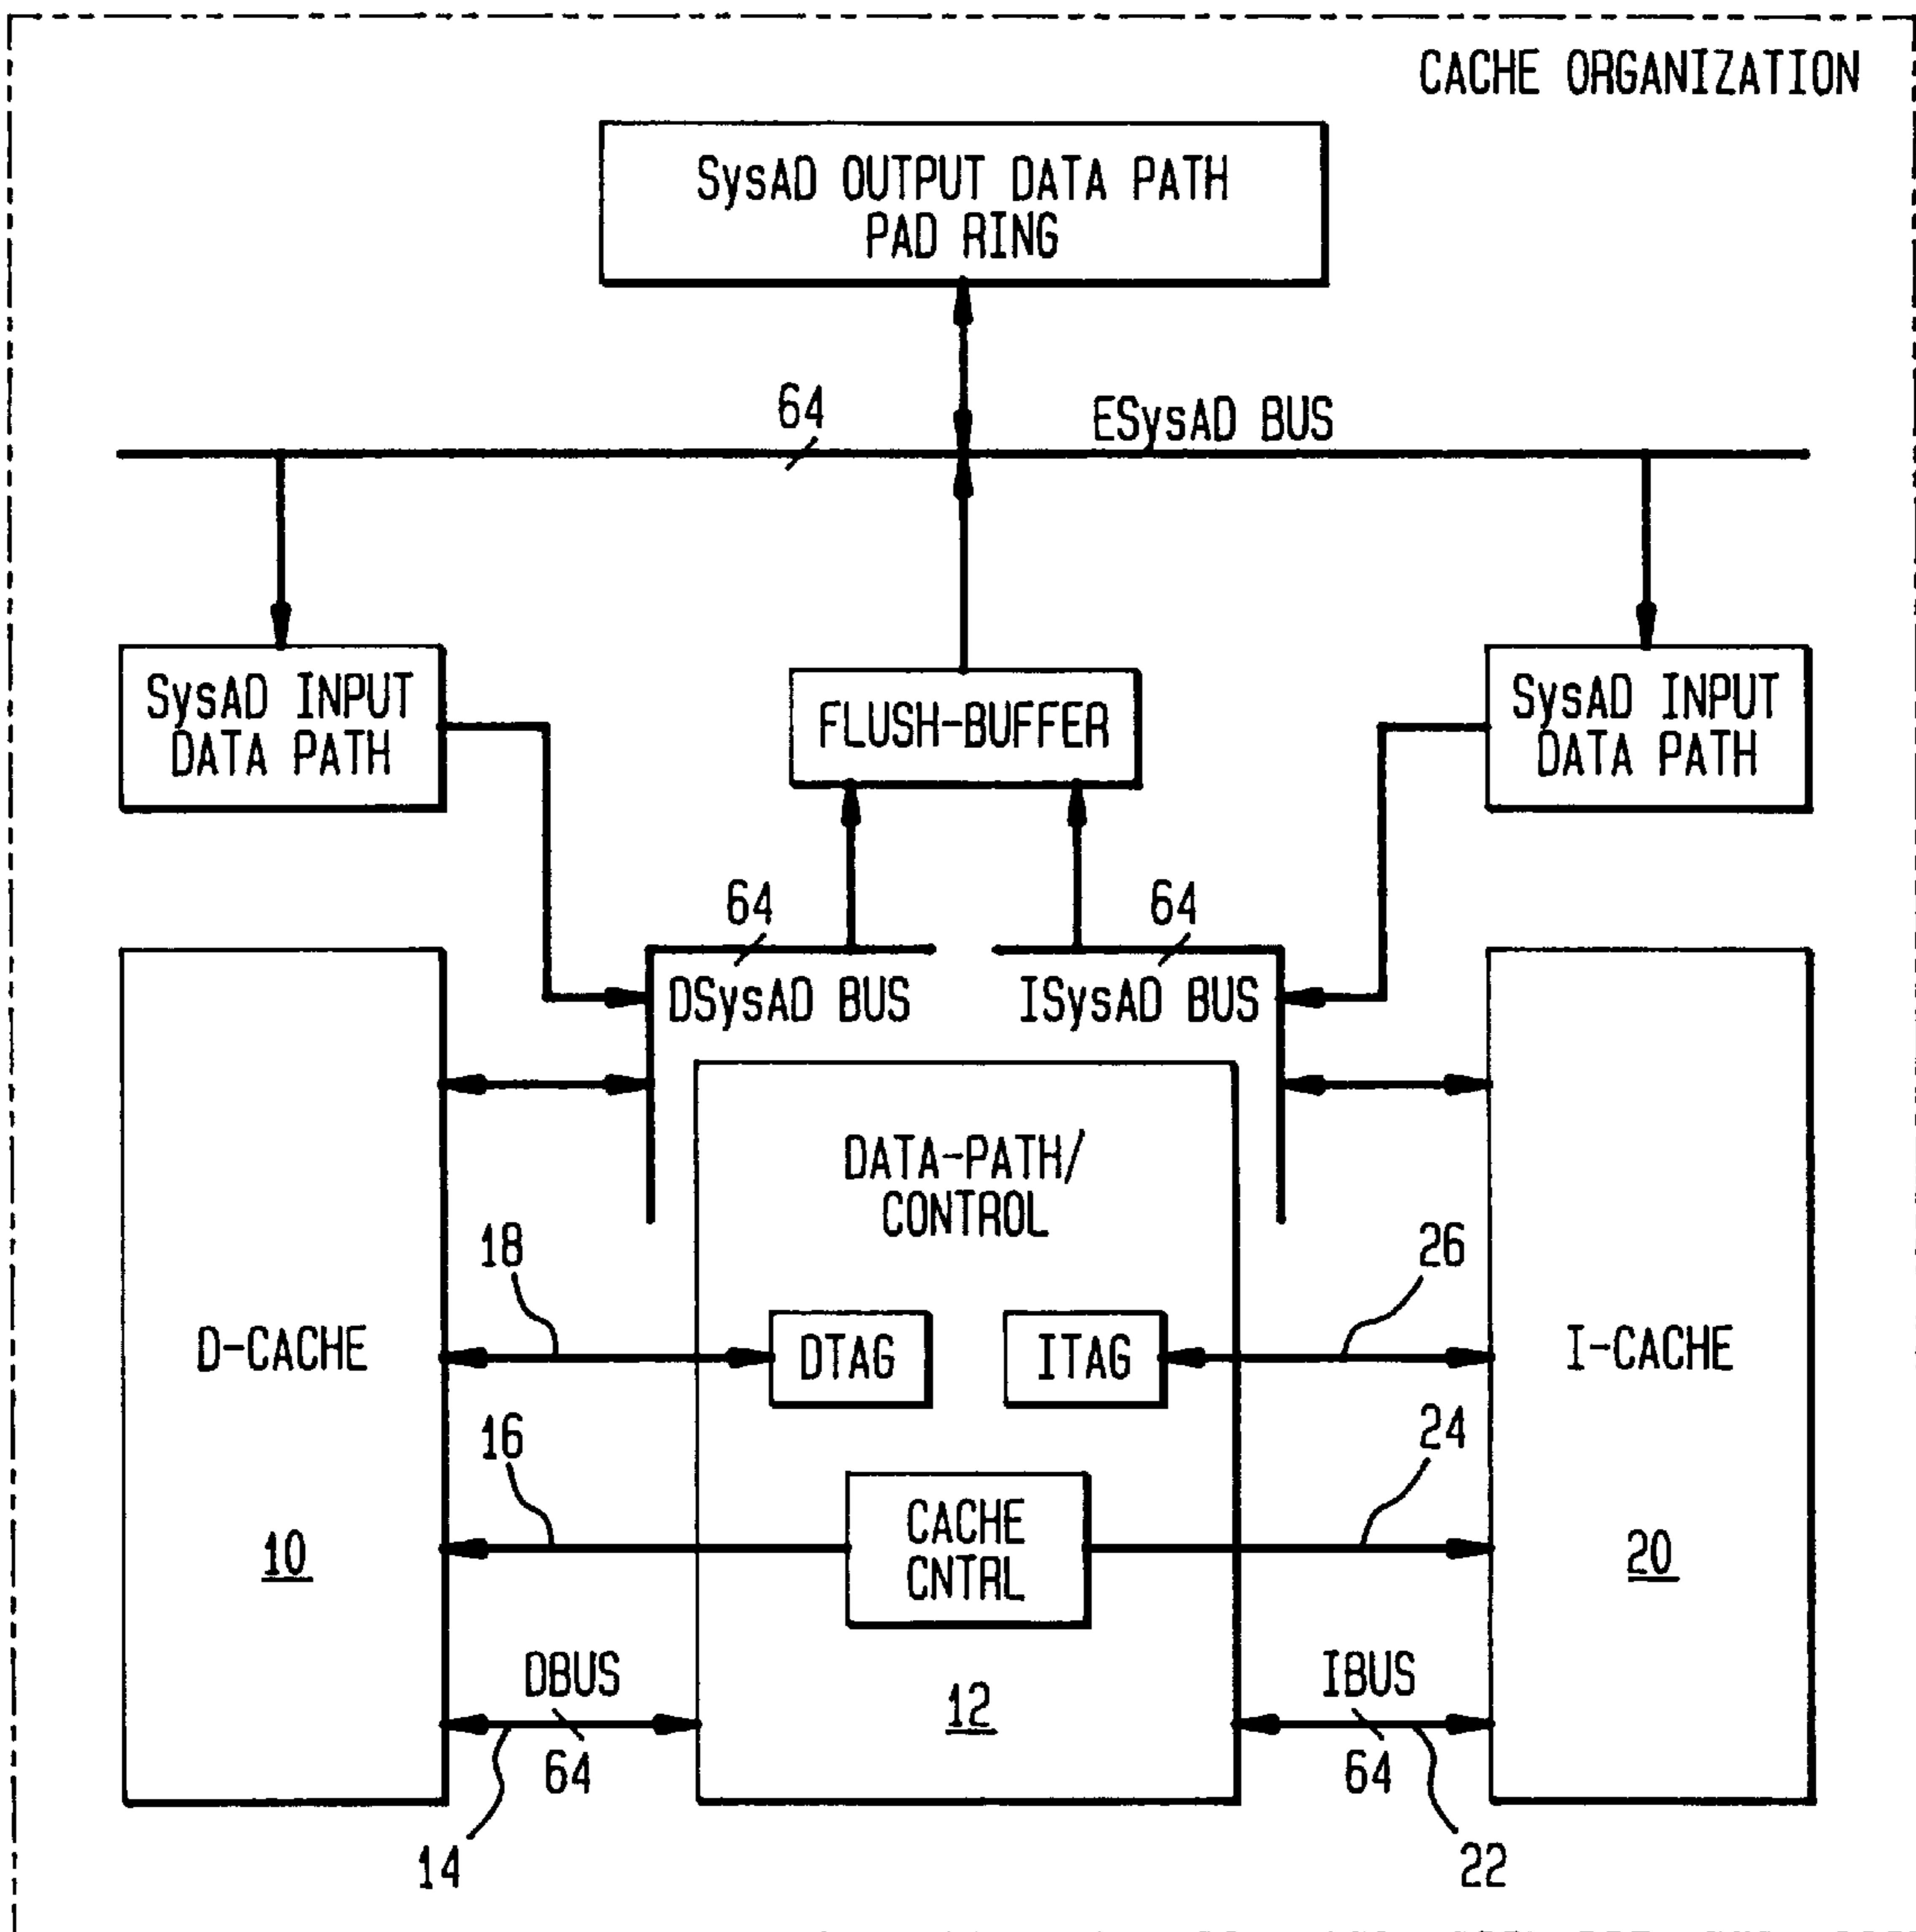 CACHE ORGANIZATION
SysAD OUTPUT DATA PATH
PAD RING
64
ESysAD BUS
SysAD INPUT
DATA PATH
FLUSH-BUFFER
SysAD INPUT
DATA PATH
64
64
DSysAD BUS
ISysAD BUS
DATA-PATH/
CONTROL
18
26
D-CACHE
DTAG
ITAG
I-CACHE
16
24
CACHE
CNTRL
10
20
DBUS
12
IBUS
64
64
14
22